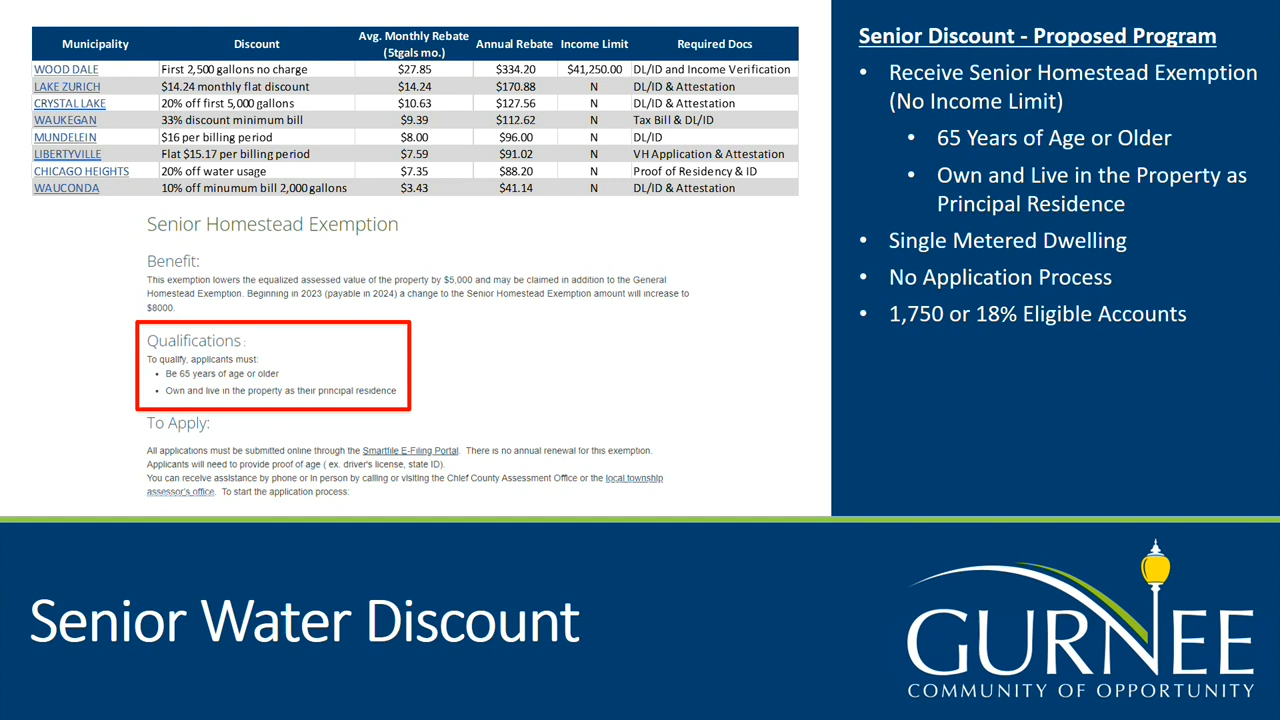 Municipality Discount Avg. Monthly Rebate (5tgals mo.) Annual Rebate Income Limit Required Docs
WOOD DALE First 2,500 gallons no charge $27.85 $334.20 $41,250.00 DL/ID and Income Verification
LAKE ZURICH $14.24 monthly flat discount $14.24 $170.88 N DL/ID & Attestation
CRYSTAL LAKE 20% off first 5,000 gallons $10.63 $127.56 N DL/ID & Attestation
WAUKEGAN 33% discount minimum bill $9.39 $112.62 N Tax Bill & DL/ID
MUNDELEIN $16 per billing period $8.00 $96.00 N DL/ID
LIBERTYVILLE Flat $15.17 per billing period $7.59 $91.02 N VH Application & Attestation
CHICAGO HEIGHTS 20% off water usage $7.35 $88.20 N Proof of Residency & ID
WAUCONDA 10% off minumum bill 2,000 gallons $3.43 $41.14 N DL/ID & Attestation
Senior Homestead Exemption
Benefit:
This exemption lowers the equalized assessed value of the property by $5,000 and may be claimed in addition to the General
Homestead Exemption. Beginning in 2023 (payable in 2024) a change to the Senior Homestead Exemption amount will increase to
$8000.
Qualifications:
To qualify, applicants must:
• Be 65 years of age or older
• Own and live in the property as their principal residence
To Apply:
All applications must be submitted online through the Smartfile E-Filing Portal. There is no annual renewal for this exemption.
Applicants will need to provide proof of age ( ex. driver's license, state ID).
You can receive assistance by phone or in person by calling or visiting the Chief County Assessment Office or the local township
assessor's office. To start the application process:
Senior Discount - Proposed Program
• Receive Senior Homestead Exemption
(No Income Limit)
• 65 Years of Age or Older
• Own and Live in the Property as
Principal Residence
• Single Metered Dwelling
• No Application Process
• 1,750 or 18% Eligible Accounts
Senior Water Discount
GURNEE
COMMUNITY OF OPPORTUNITY